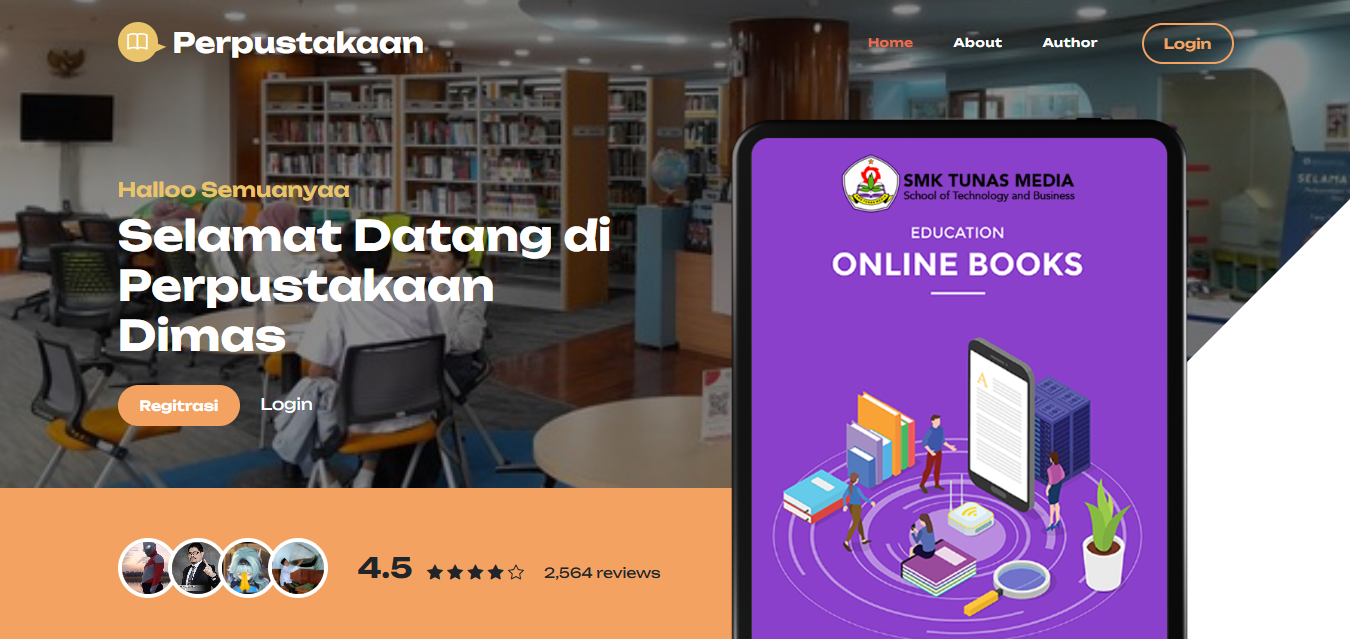 Perpustakaan
Home
About
Author
Login
Halloo Semuanyaa
Selamat Datang di
Perpustakaan
Dimas
Regitrasi
Login
4.5
2,564 reviews
SMK TUNAS MEDIA
School of Technology and Business
EDUCATION
ONLINE BOOKS
A
SELAMA